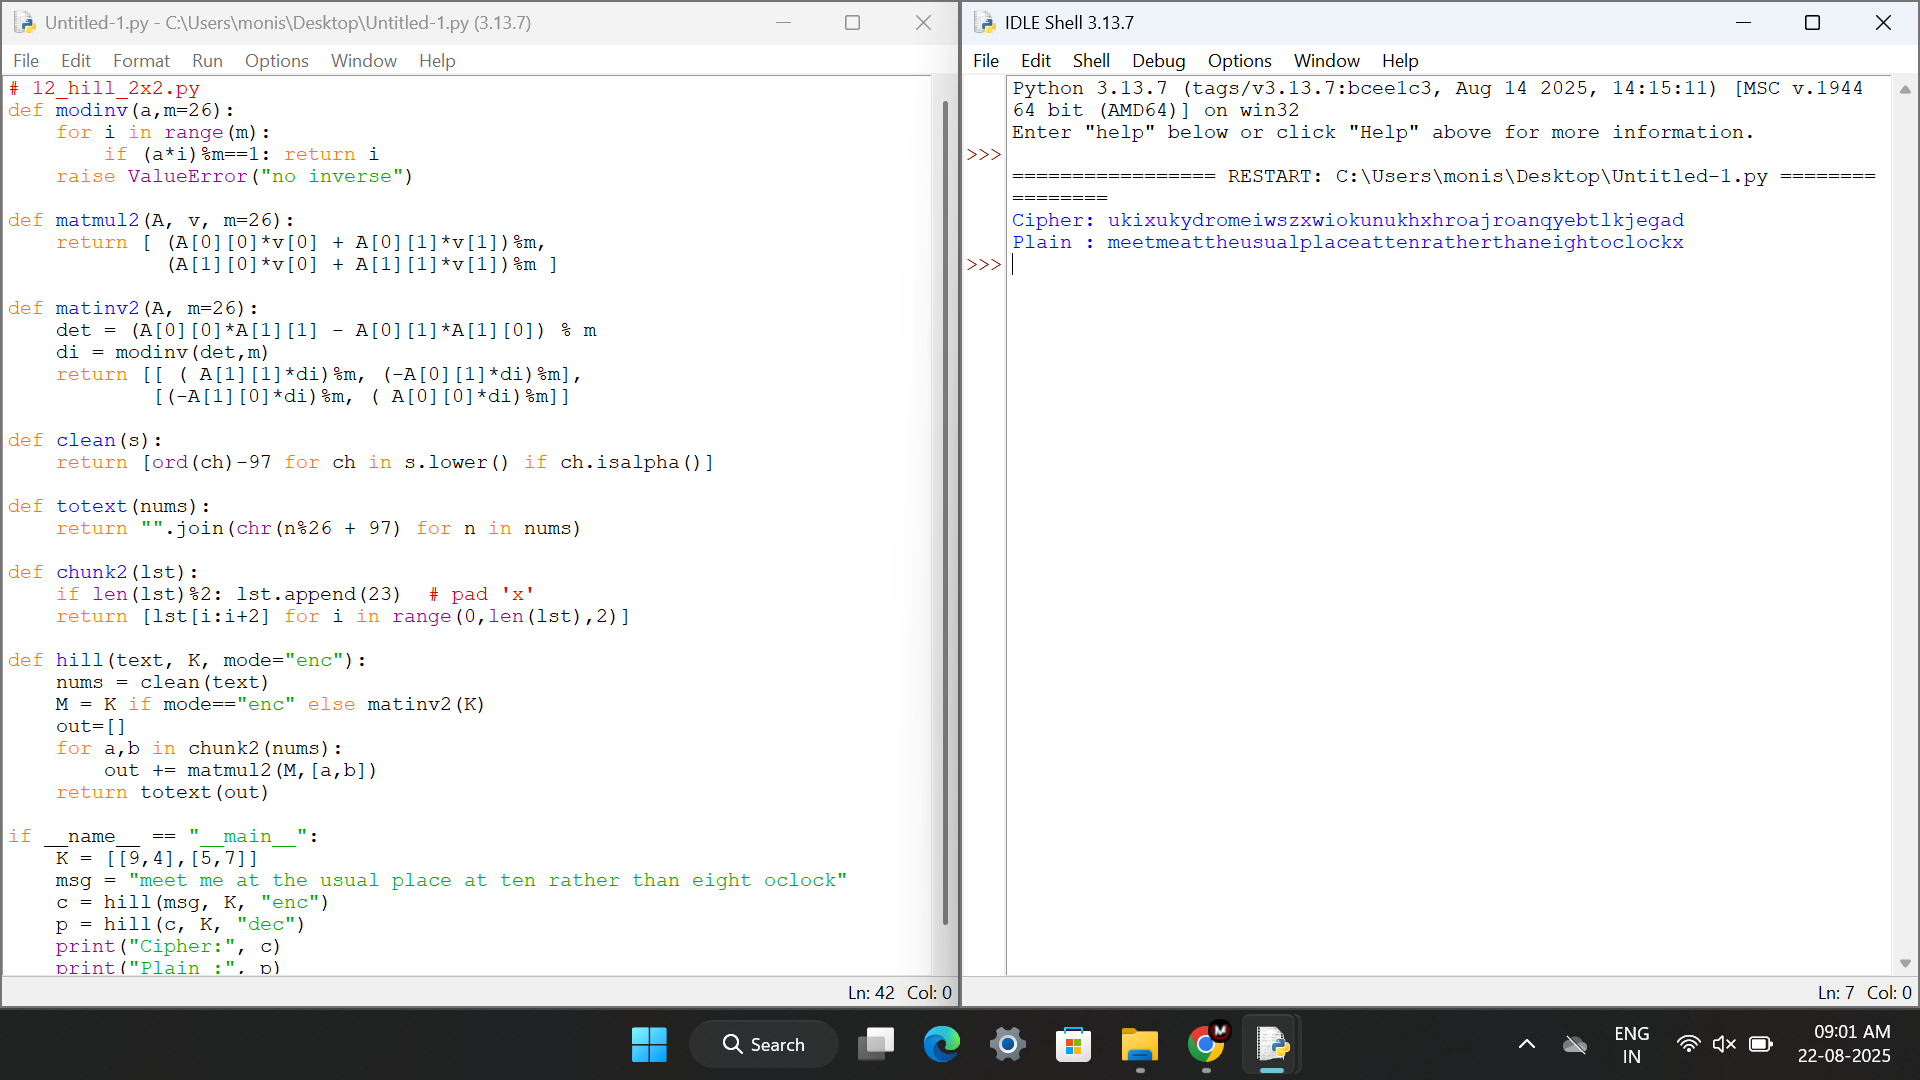 Untitled-1.py - C:\Users\monis\Desktop\Untitled-1.py (3.13.7)
File Edit Format Run Options Window Help
# 12_hill_2x2.py
def modinv(a,m=26):
    for i in range(m):
        if (a*i)%m==1: return i
    raise ValueError("no inverse")

def matmul2(A, v, m=26):
    return [ (A[0][0]*v[0] + A[0][1]*v[1])%m,
             (A[1][0]*v[0] + A[1][1]*v[1])%m ]

def matinv2(A, m=26):
    det = (A[0][0]*A[1][1] - A[0][1]*A[1][0]) % m
    di = modinv(det,m)
    return [[ ( A[1][1]*di)%m, (-A[0][1]*di)%m],
            [(-A[1][0]*di)%m, ( A[0][0]*di)%m]]

def clean(s):
    return [ord(ch)-97 for ch in s.lower() if ch.isalpha()]

def totext(nums):
    return "".join(chr(n%26 + 97) for n in nums)

def chunk2(lst):
    if len(lst)%2: lst.append(23)  # pad 'x'
    return [lst[i:i+2] for i in range(0,len(lst),2)]

def hill(text, K, mode="enc"):
    nums = clean(text)
    M = K if mode=="enc" else matinv2(K)
    out=[]
    for a,b in chunk2(nums):
        out += matmul2(M,[a,b])
    return totext(out)

if __name__ == "__main__":
    K = [[9,4],[5,7]]
    msg = "meet me at the usual place at ten rather than eight oclock"
    c = hill(msg, K, "enc")
    p = hill(c, K, "dec")
    print("Cipher:", c)
    print("Plain :", p)
Ln: 42 Col: 0
IDLE Shell 3.13.7
File Edit Shell Debug Options Window Help
Python 3.13.7 (tags/v3.13.7:bcee1c3, Aug 14 2025, 14:15:11) [MSC v.1944
64 bit (AMD64)] on win32
Enter "help" below or click "Help" above for more information.
>>>
================= RESTART: C:\Users\monis\Desktop\Untitled-1.py ========
========
Cipher: ukixukydromeiwszxwiokunukhxhroajroanqyebtlkjegad
Plain : meetmeattheusualplaceattenratherthaneightoclockx
>>>
Ln: 7 Col: 0
Search
M
ENG
IN
09:01 AM
22-08-2025